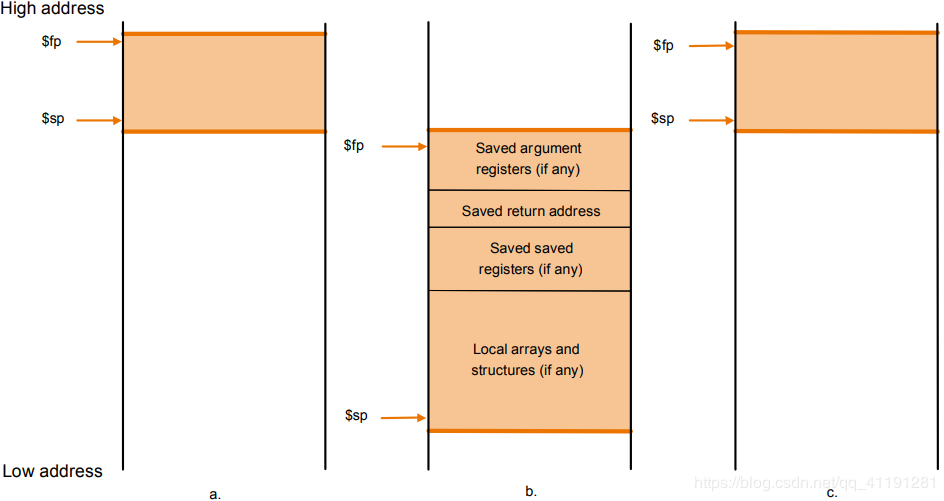 High address
$fp
$sp
a.
$fp
Saved argument
registers (if any)
Saved return address
Saved saved
registers (if any)
Local arrays and
structures (if any)
$sp
b.
$fp
$sp
c.
Low address
https://blog.csdn.net/qq_41191281